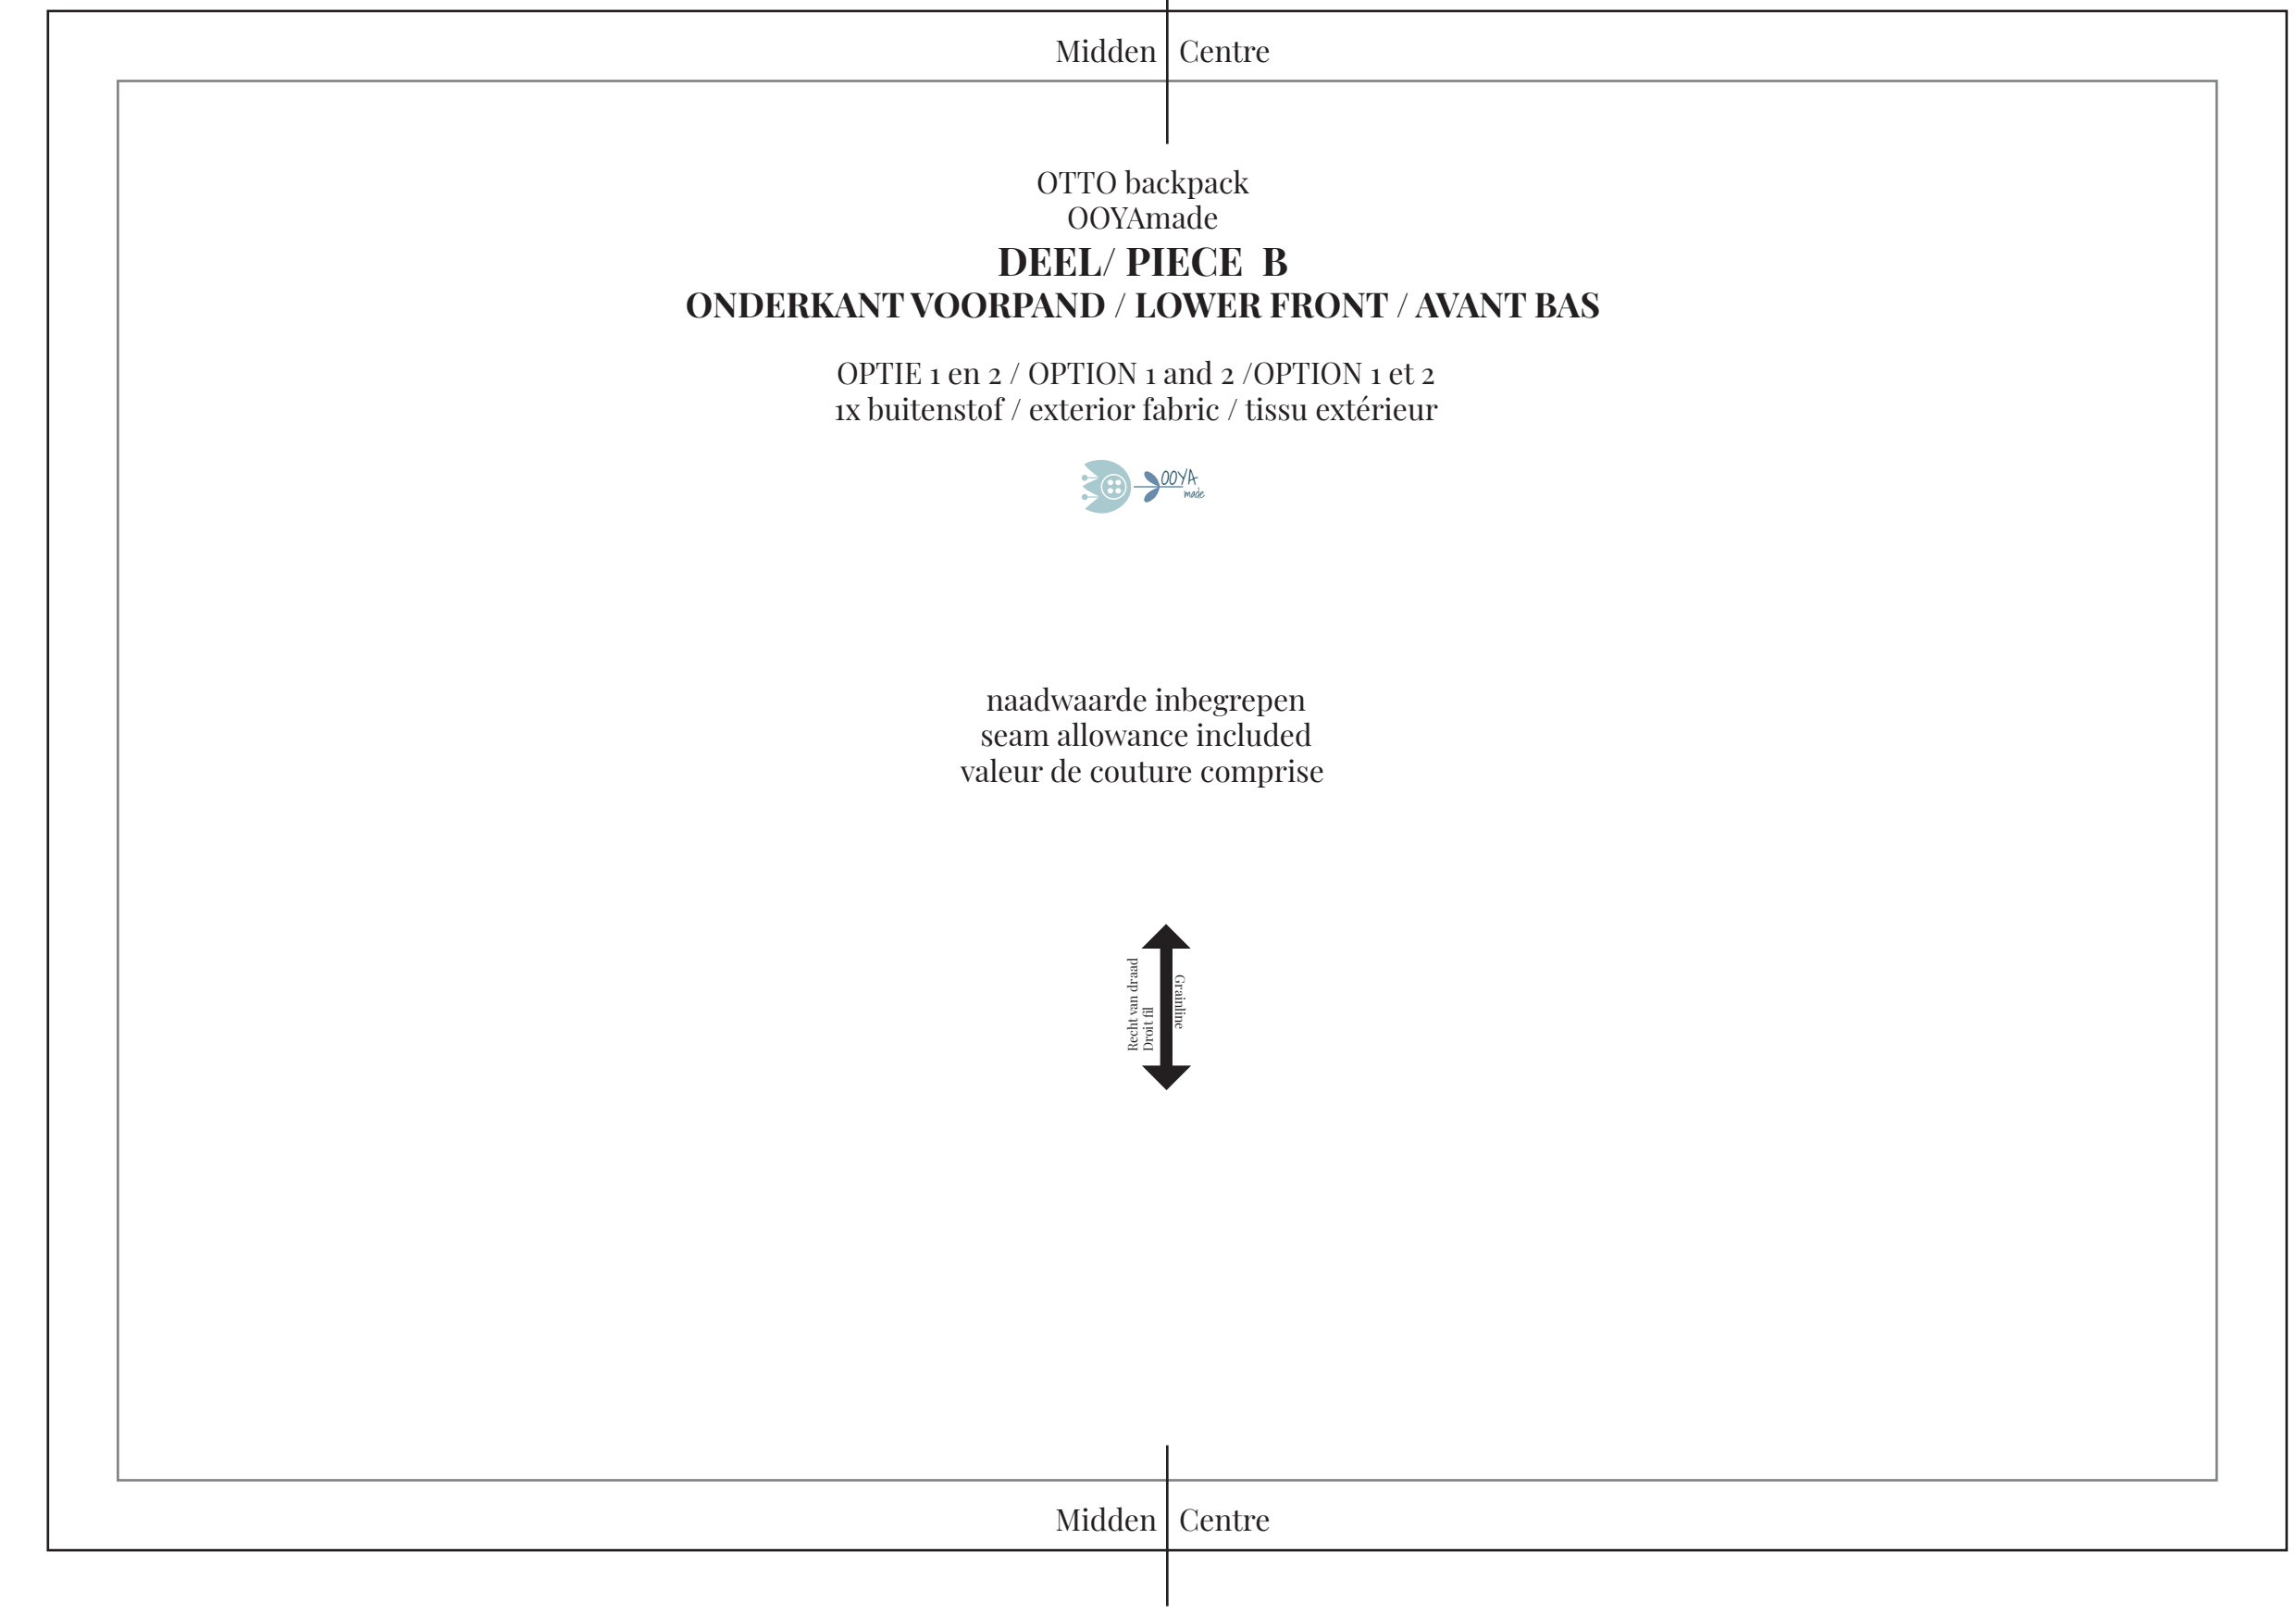 Midden Centre
OTTO backpack
OOYAmade
DEEL/ PIECE B
ONDERKANT VOORPAND / LOWER FRONT / AVANT BAS
OPTIE 1 en 2 / OPTION 1 and 2 /OPTION 1 et 2
1x buitenstof / exterior fabric / tissu extérieur
OOYA
made
naadwaarde inbegrepen
seam allowance included
valeur de couture comprise
Recht van draad
Droit fil
Grainline
Midden Centre